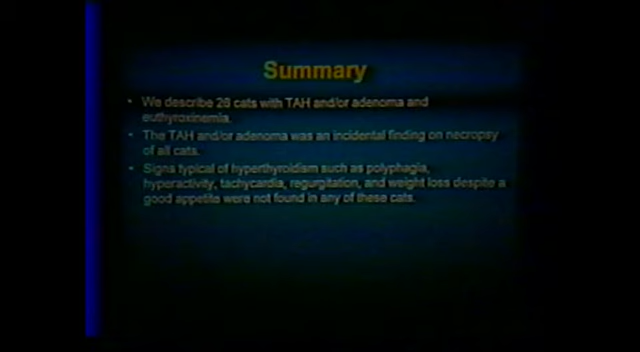 Summary
• We describe 26 cats with TAH and/or adenoma and
euthyroxinemia.
• The TAH and/or adenoma was an incidental finding on necropsy
of all cats.
• Signs typical of hyperthyroidism such as polyphagia,
hyperactivity, tachycardia, regurgitation, and weight loss despite a
good appetite were not found in any of these cats.